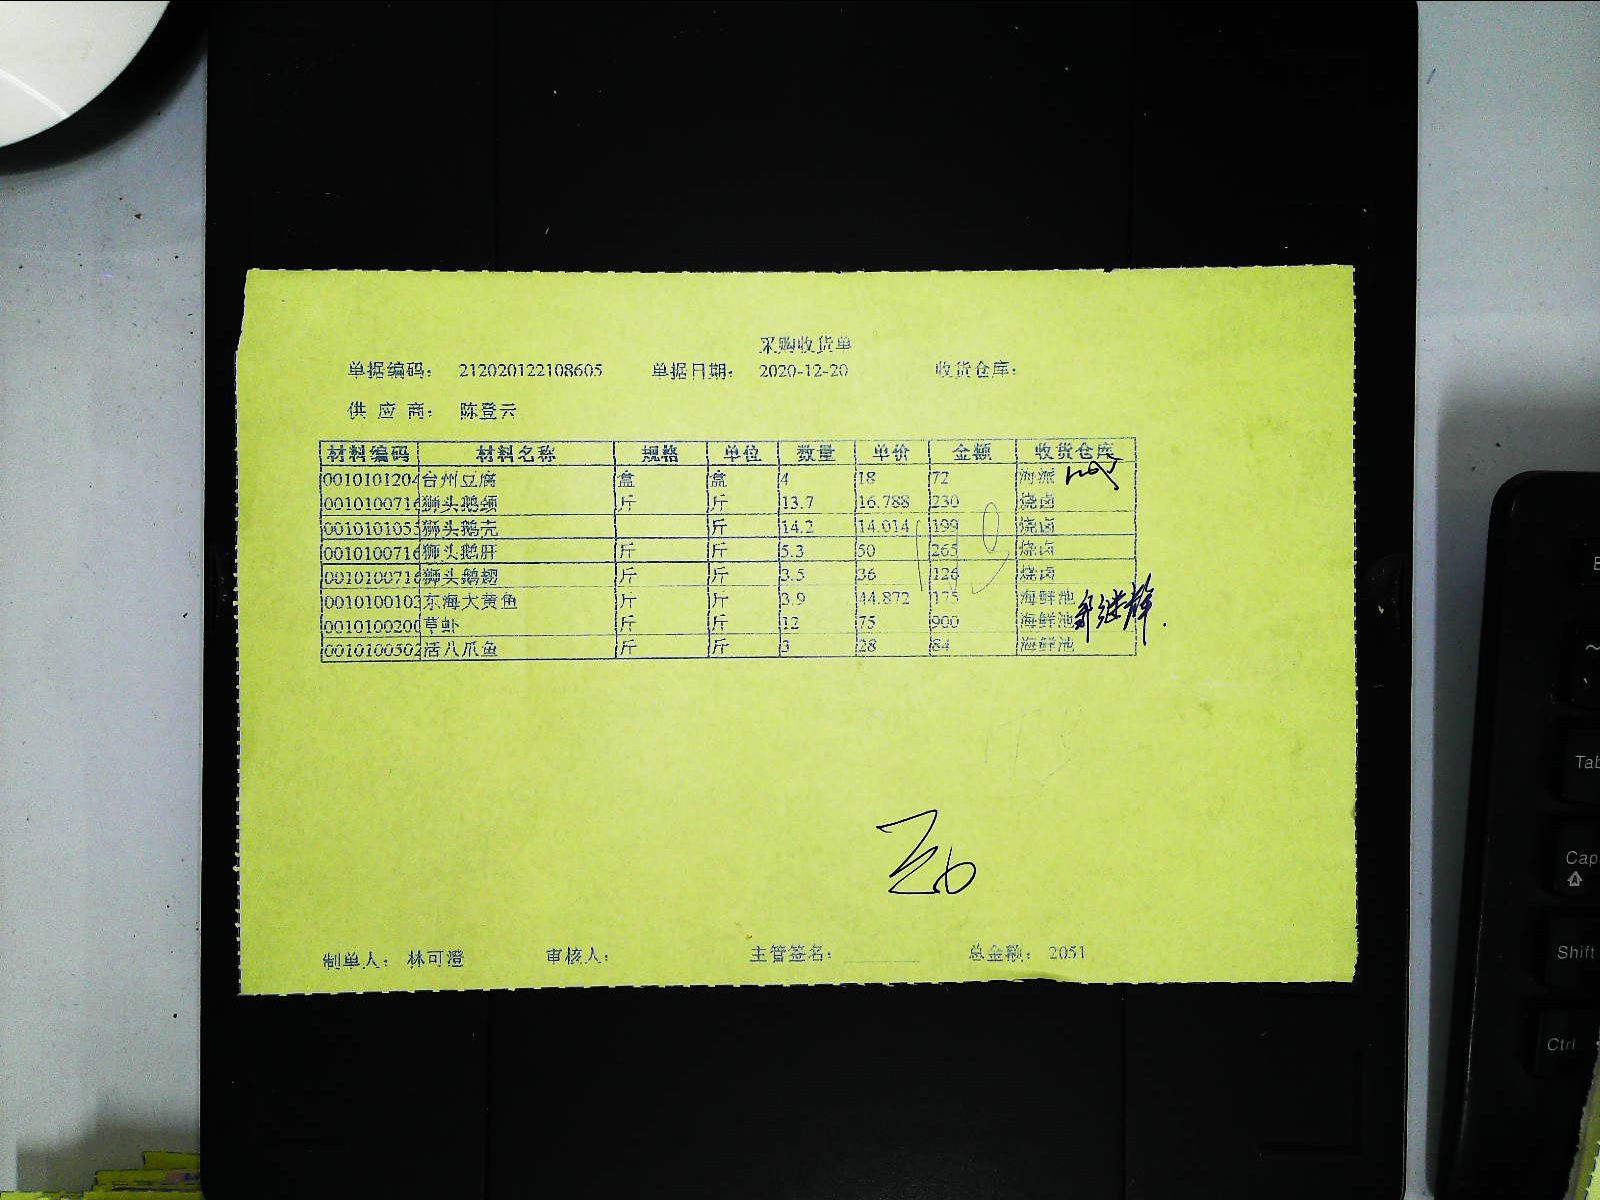 采购收货单
单据编码： 212020122108605 单据日期： 2020-12-20 收货仓库：
供 应 商： 陈登云
材料编码 材料名称 规格 单位 数量 单价 金额 收货仓库
0010101204 台州豆腐 盒 盒 4 18 72 海派
0010100716 狮头鹅颈 斤 斤 13.7 16.788 230 烧卤
001010105 狮头鹅壳 斤 14.2 14.014 199 烧卤
0010100716 狮头鹅肝 斤 斤 5.3 50 265 烧卤
0010100716 狮头鹅翅 斤 斤 3.5 36 126 烧卤
001010010 东海大黄鱼 斤 斤 3.9 44.872 175 海鲜池
0010100200 草虾 斤 斤 12 75 900 海鲜池
0010100502 活八爪鱼 斤 斤 3 28 84 海鲜池
制单人： 林可澄 审核人： 主管签名： 总金额： 2051
Tab
Cap
Shift
Ctrl